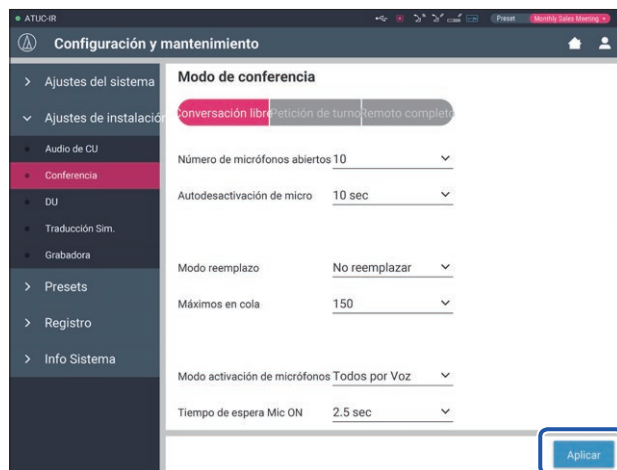 ATUC-IR
Preset
Monthly Sales Meeting
Configuración y mantenimiento
Ajustes del sistema
Ajustes de instalación
Audio de CU
Conferencia
DU
Traducción Sim.
Grabadora
Presets
Registro
Info Sistema
Modo de conferencia
Conversación libre Petición de turno Remoto completo
Número de micrófonos abiertos 10
Autodesactivación de micro 10 sec
Modo reemplazo No reemplazar
Máximos en cola 150
Modo activación de micrófonos Todos por Voz
Tiempo de espera Mic ON 2.5 sec
Aplicar